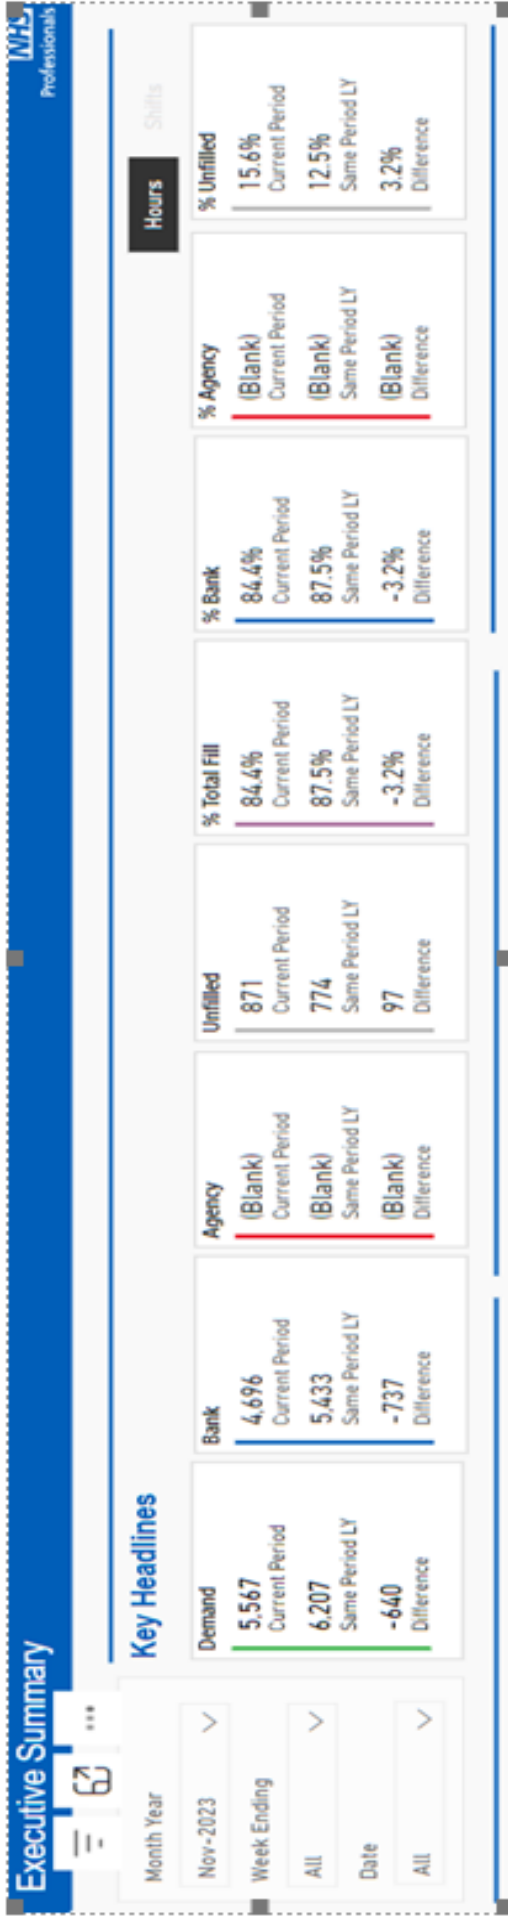 Executive Summary
NHS
Professionals
Month Year
Nov-2023
Week Ending
All
Date
All
Key Headlines
Hours
Shifts
Demand
5,567
Current Period
6,207
Same Period LY
-640
Difference
Bank
4,696
Current Period
5,433
Same Period LY
-737
Difference
Agency
(Blank)
Current Period
(Blank)
Same Period LY
(Blank)
Difference
Unfilled
871
Current Period
774
Same Period LY
97
Difference
% Total Fill
84.4%
Current Period
87.5%
Same Period LY
-3.2%
Difference
% Bank
84.4%
Current Period
87.5%
Same Period LY
-3.2%
Difference
% Agency
(Blank)
Current Period
(Blank)
Same Period LY
(Blank)
Difference
% Unfilled
15.6%
Current Period
12.5%
Same Period LY
3.2%
Difference